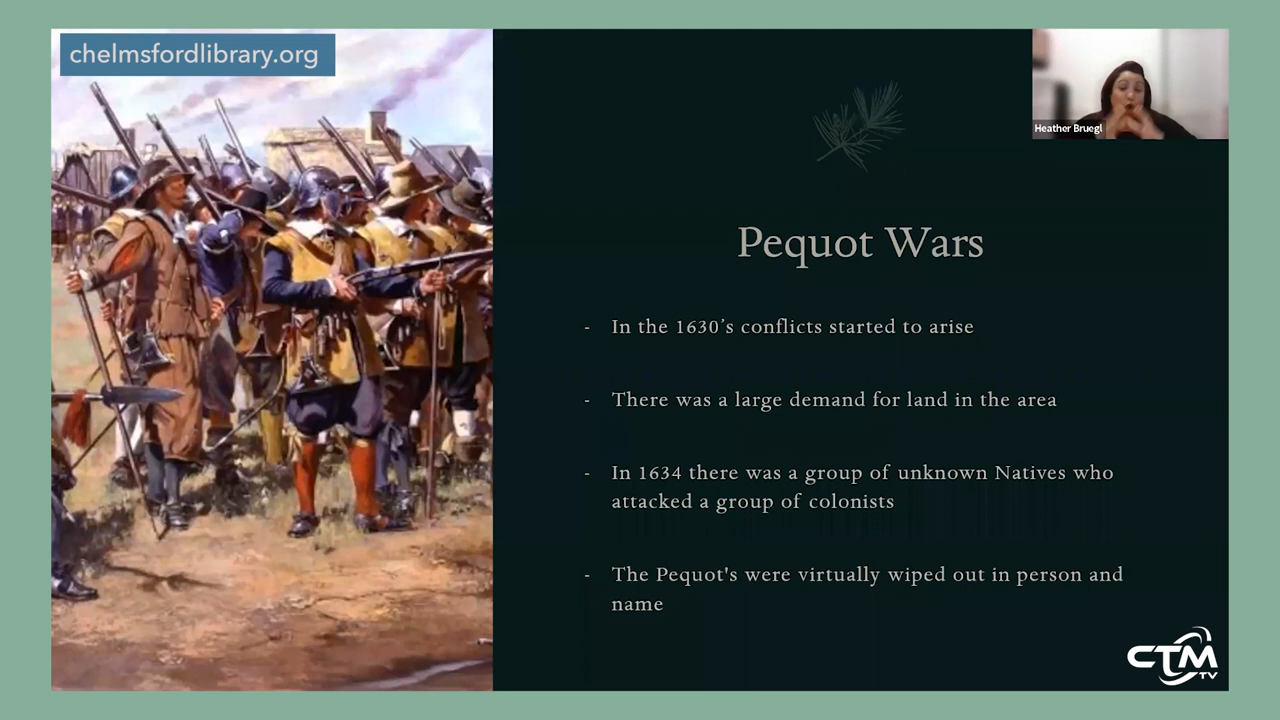 chelmsfordlibrary.org
Heather Bruegl
Pequot Wars
- In the 1630's conflicts started to arise
- There was a large demand for land in the area
- In 1634 there was a group of unknown Natives who
attacked a group of colonists
- The Pequot's were virtually wiped out in person and
name
CTM
TV